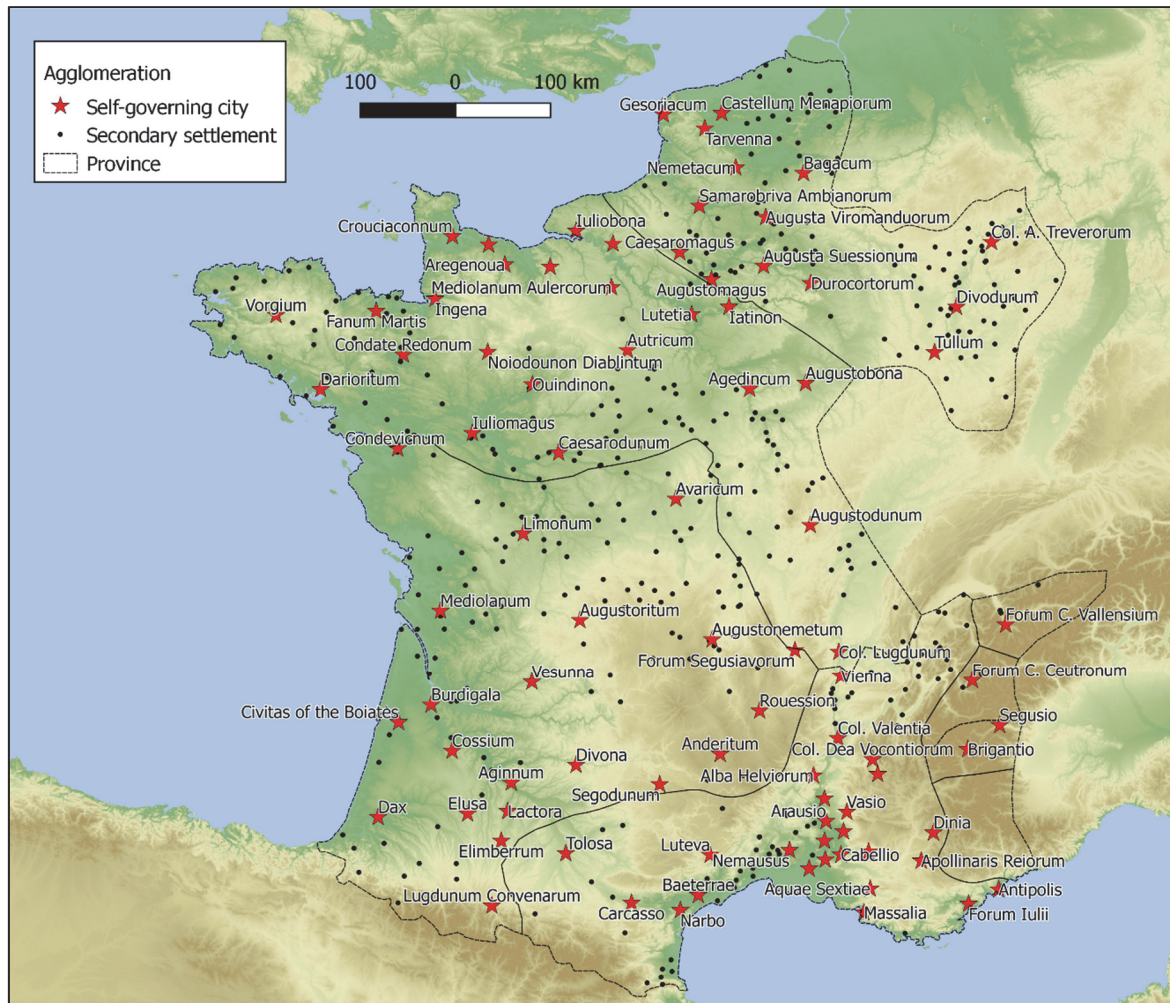 Agglomeration
Self-governing city
Secondary settlement
Province
100 0 100 km
Gesoriacum
Castellum Menapiorum
Tarvenna
Nemetacum
Bagacum
Samarobriva Ambianorum
Augusta Viromanduorum
Crouciaconnum
Iuliobona
Caesaromagus
Col. A. Treverorum
Aregenoua
Augusta Suessionum
Mediolanum Aulercorum
Augustomagus
Durocortorum
Divodurum
Ingena
Vorgium
Fanum Martis
Lutetia
Iatinon
Condate Redonum
Autricum
Tullum
Noiodounon Diablintum
Darioritum
Ouindinon
Agedincum
Augustobona
Iuliomagus
Condevicnum
Caesarodunum
Avaricum
Limonum
Augustodunum
Mediolanum
Augustoritum
Augustonemetum
Forum C. Vallensium
Forum Segusiavorum
Col. Lugdunum
Vesunna
Vienna
Forum C. Ceutronum
Burdigala
Rouession
Civitas of the Boiates
Segusio
Col. Valentia
Cossium
Anderitum
Col. Dea Vocontiorum
Brigantio
Divona
Alba Helviorum
Aginnum
Segodunum
Dax
Elusa
Lactora
Arausio
Vasio
Dinia
Elimberrum
Tolosa
Luteva
Nemausus
Cabellio
Apollinaris Reiorum
Lugdunum Convenarum
Baeterrae
Aquae Sextiae
Antipolis
Carcasso
Narbo
Massalia
Forum Iulii